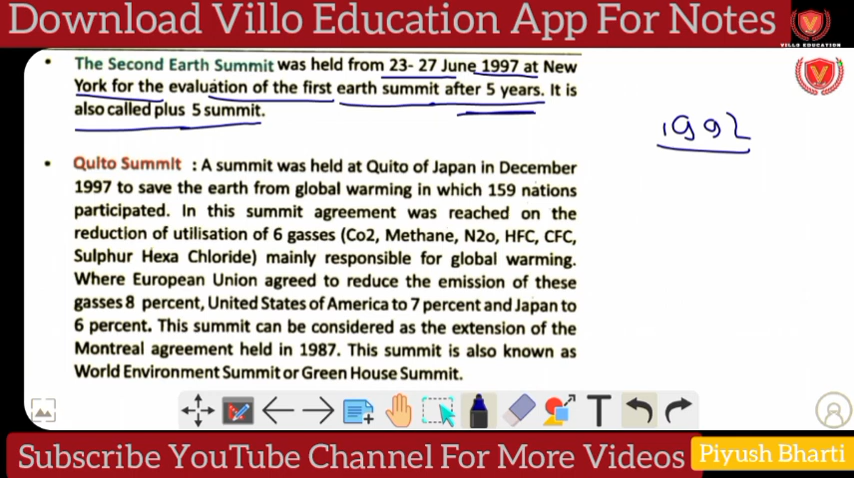 Download Villo Education App For Notes
VILLO EDUCATION
• The Second Earth Summit was held from 23- 27 June 1997 at New
York for the evaluation of the first earth summit after 5 years. It is
also called plus 5 summit.
1992
• Quito Summit : A summit was held at Quito of Japan in December
1997 to save the earth from global warming in which 159 nations
participated. In this summit agreement was reached on the
reduction of utilisation of 6 gasses (Co2, Methane, N2o, HFC, CFC,
Sulphur Hexa Chloride) mainly responsible for global warming.
Where European Union agreed to reduce the emission of these
gasses 8 percent, United States of America to 7 percent and Japan to
6 percent. This summit can be considered as the extension of the
Montreal agreement held in 1987. This summit is also known as
World Environment Summit or Green House Summit.
T
Subscribe YouTube Channel For More Videos
Piyush Bharti